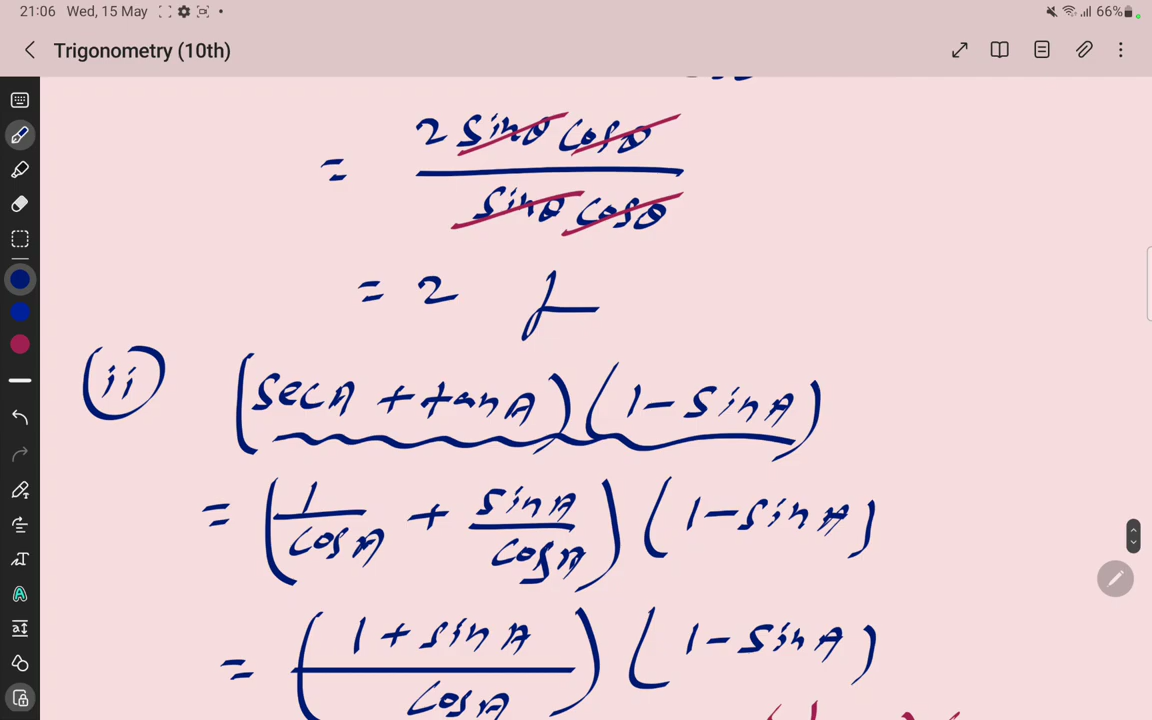 21:06 Wed, 15 May 66%
Trigonometry (10th)
= 2 sinθ cosθ / sinθ cosθ
= 2
(ii) (secA + tanA)(1 - sinA)
= (1/cosA + sinA/cosA)(1 - sinA)
= (1 + sinA / cosA)(1 - sinA)